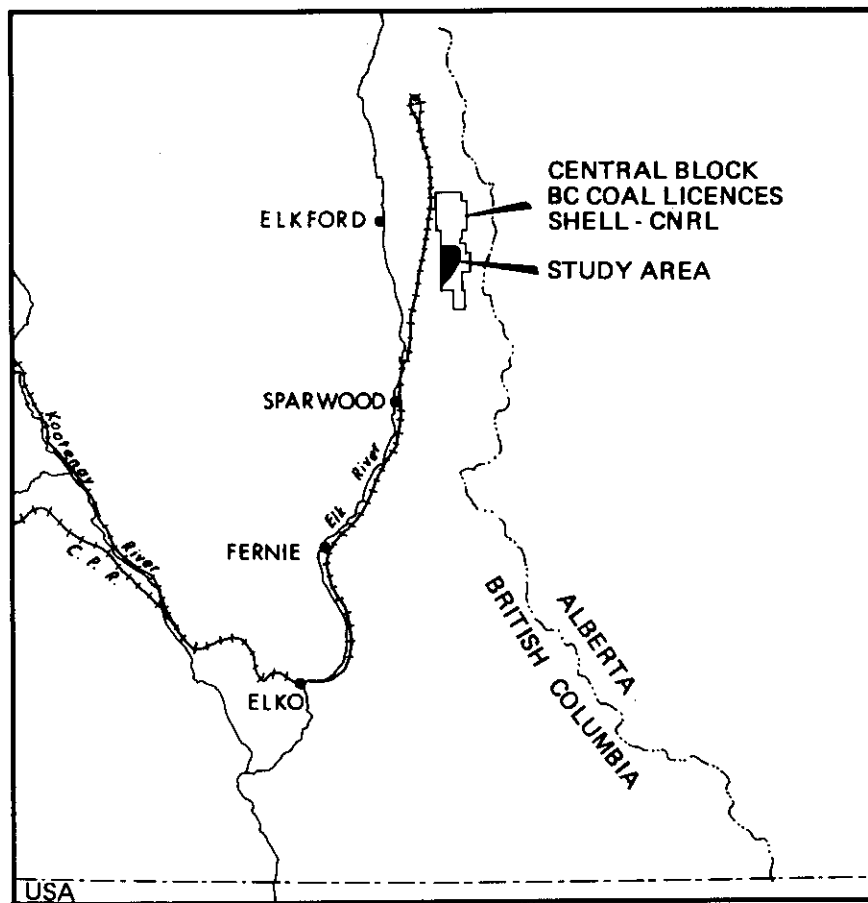 CENTRAL BLOCK
BC COAL LICENCES
SHELL - CNRL
ELKFORD
STUDY AREA
SPARWOOD
Kootenay
River
Elk
River
C. P. R.
FERNIE
ALBERTA
BRITISH COLUMBIA
ELKO
USA